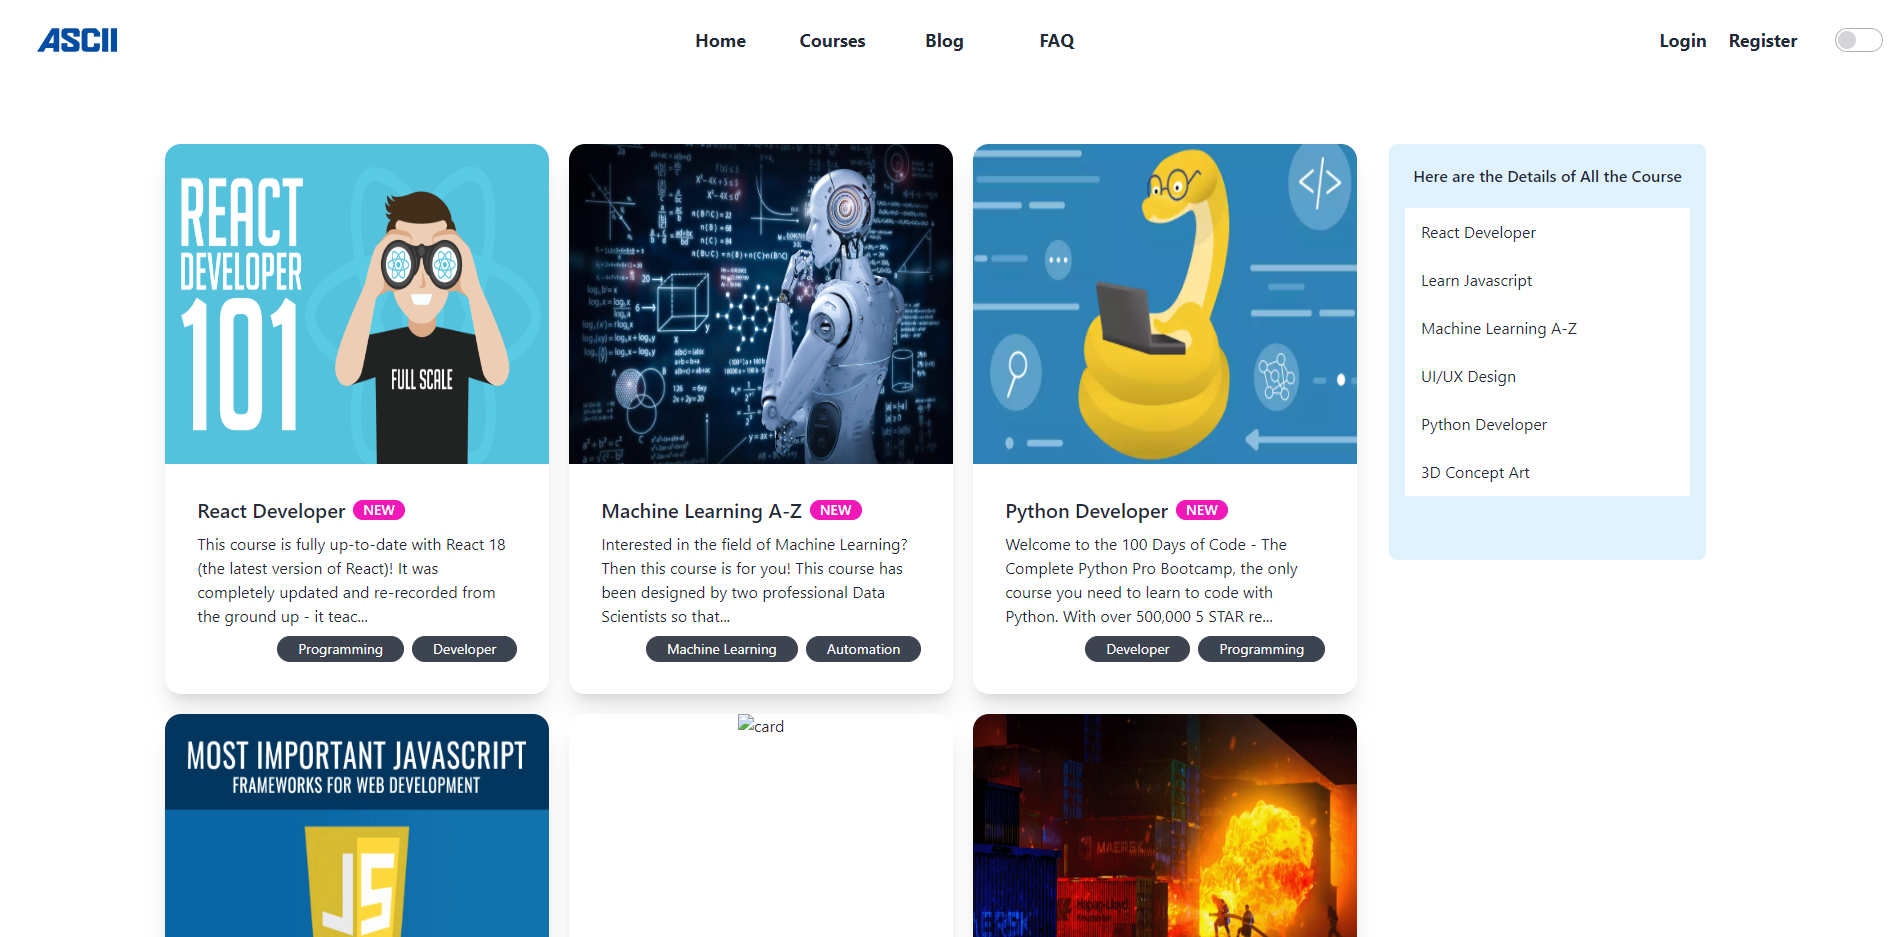 ASCII
Home Courses Blog FAQ
Login Register
REACT
DEVELOPER
101
FULL SCALE
React Developer NEW
This course is fully up-to-date with React 18
(the latest version of React)! It was
completely updated and re-recorded from
the ground up - it teac...
Programming Developer
Machine Learning A-Z NEW
Interested in the field of Machine Learning?
Then this course is for you! This course has
been designed by two professional Data
Scientists so that...
Machine Learning Automation
</>
Python Developer NEW
Welcome to the 100 Days of Code - The
Complete Python Pro Bootcamp, the only
course you need to learn to code with
Python. With over 500,000 5 STAR re...
Developer Programming
Here are the Details of All the Course
React Developer
Learn Javascript
Machine Learning A-Z
UI/UX Design
Python Developer
3D Concept Art
MOST IMPORTANT JAVASCRIPT
FRAMEWORKS FOR WEB DEVELOPMENT
JS
card
MAERSK
Hapag-Lloyd